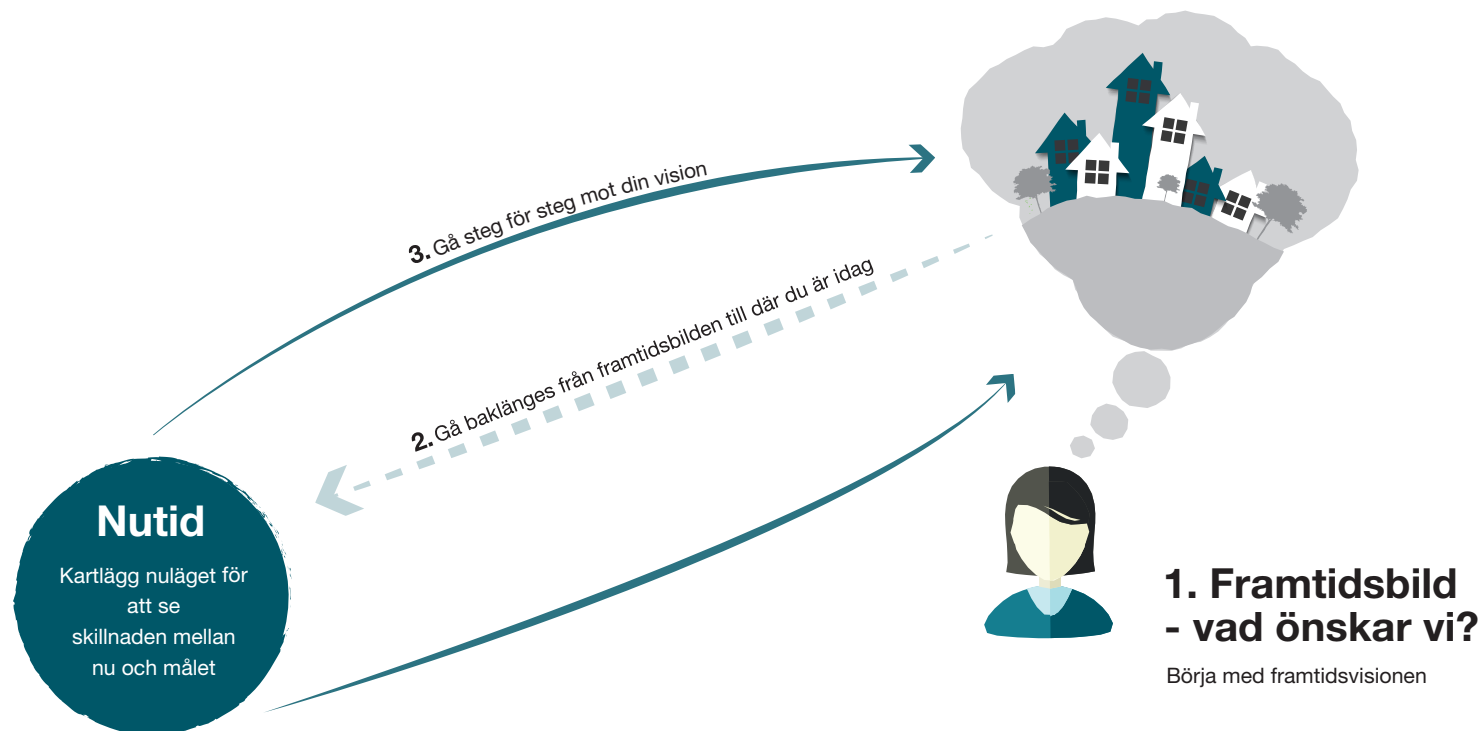 3. Gå steg för steg mot din vision
2. Gå baklänges från framtidsbilden till där du är idag
Nutid
Kartlägg nuläget för
att se
skillnaden mellan
nu och målet
1. Framtidsbild
- vad önskar vi?
Börja med framtidsvisionen